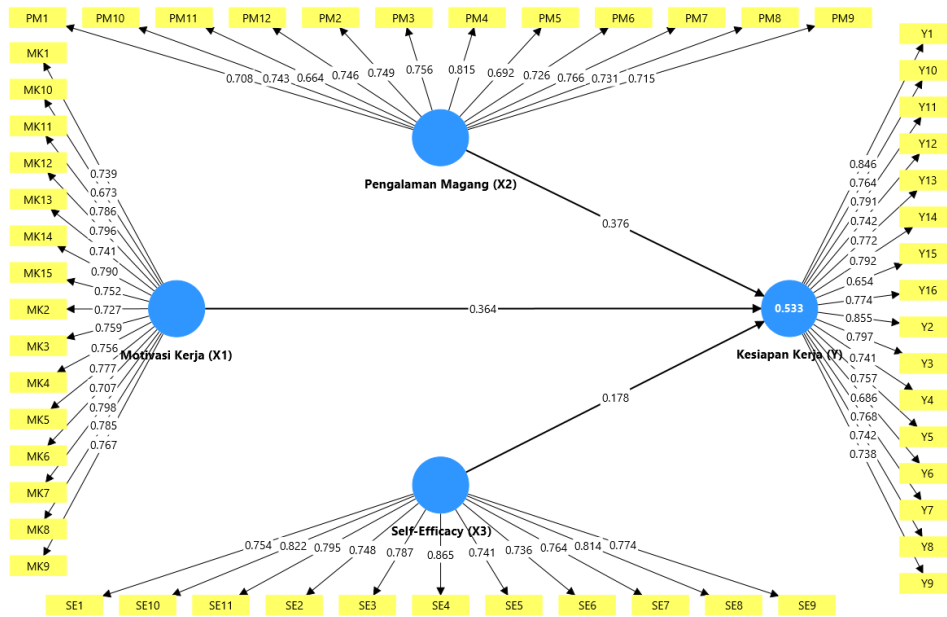 PM1 PM10 PM11 PM12 PM2 PM3 PM4 PM5 PM6 PM7 PM8 PM9
0.708 0.743 0.664 0.746 0.749 0.756 0.815 0.692 0.726 0.766 0.731 0.715
Pengalaman Magang (X2)
MK1
MK10
MK11
MK12
MK13
MK14
MK15
MK2
MK3
MK4
MK5
MK6
MK7
MK8
MK9
0.739
0.673
0.786
0.796
0.741
0.790
0.752
0.727
0.759
0.756
0.777
0.707
0.798
0.785
0.767
Motivasi Kerja (X1)
0.376
0.364
0.178
0.533
Kesiapan Kerja (Y)
0.846
0.764
0.791
0.742
0.772
0.792
0.654
0.774
0.855
0.797
0.741
0.757
0.686
0.768
0.742
0.738
Y1
Y10
Y11
Y12
Y13
Y14
Y15
Y16
Y2
Y3
Y4
Y5
Y6
Y7
Y8
Y9
Self-Efficacy (X3)
0.754 0.822 0.795 0.748 0.787 0.865 0.741 0.736 0.764 0.814 0.774
SE1 SE10 SE11 SE2 SE3 SE4 SE5 SE6 SE7 SE8 SE9